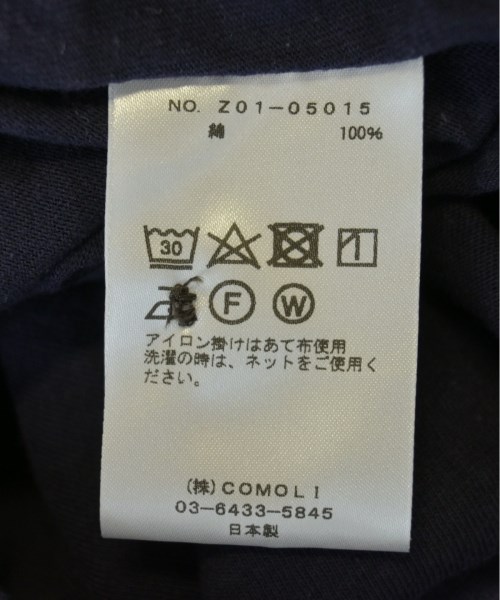 NO. Z01-05015
綿 100%
30
F W
アイロン掛けはあて布使用
洗濯の時は、ネットをご使用く
ださい。
(株)COMOLI
03-6433-5845
日本製